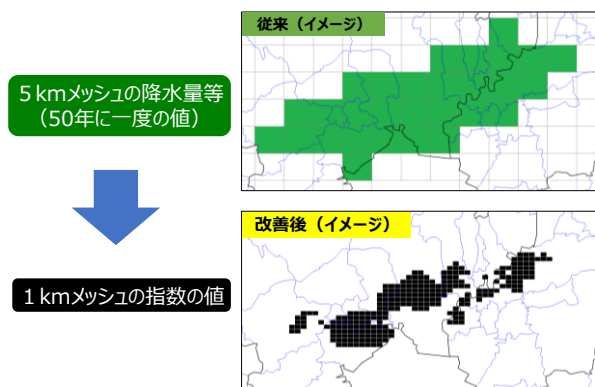 従来（イメージ）
５kmメッシュの降水量等
（50年に一度の値）
改善後（イメージ）
１kmメッシュの指数の値